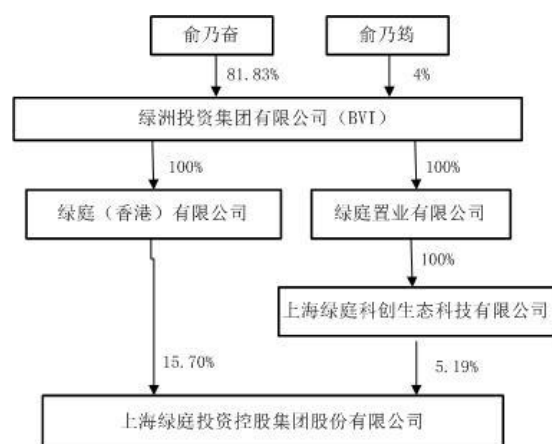 俞乃奋
俞乃筠
81.83%
4%
绿洲投资集团有限公司（BVI）
100%
100%
绿庭（香港）有限公司
绿庭置业有限公司
100%
上海绿庭科创生态科技有限公司
15.70%
5.19%
上海绿庭投资控股集团股份有限公司